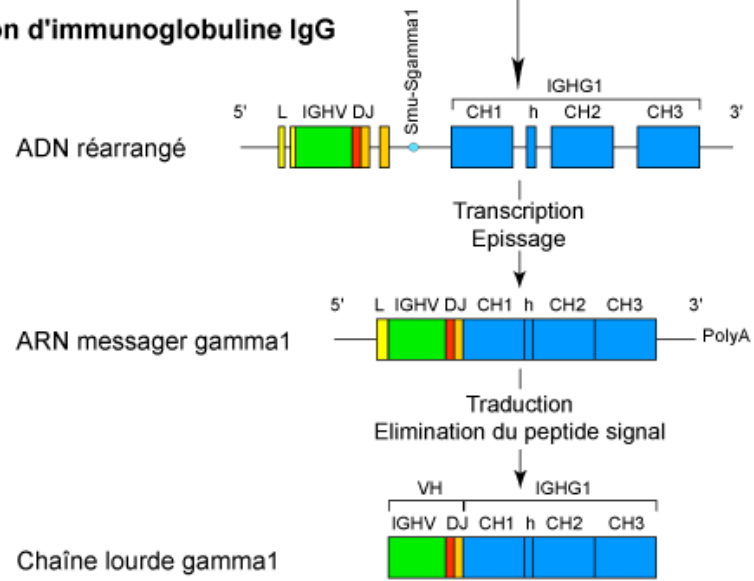 on d'immunoglobuline IgG
Smu-Sgamma1
IGHG1
5' L IGHV DJ CH1 h CH2 CH3 3'
ADN réarrangé
Transcription
Epissage
5' L IGHV DJ CH1 h CH2 CH3 3'
ARN messager gamma1
PolyA
Traduction
Elimination du peptide signal
VH IGHG1
IGHV DJ CH1 h CH2 CH3
Chaîne lourde gamma1